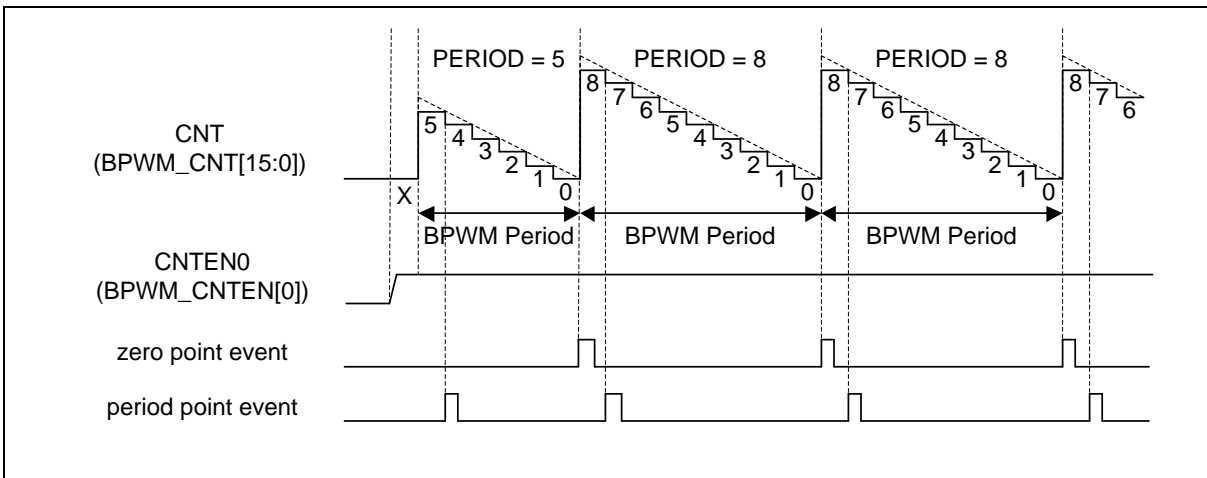 PERIOD = 5 PERIOD = 8 PERIOD = 8
5 4 3 2 1 0 8 7 6 5 4 3 2 1 0 8 7 6 5 4 3 2 1 0 8 7 6
CNT
(BPWM_CNT[15:0])
X
BPWM Period BPWM Period BPWM Period
CNTEN0
(BPWM_CNTEN[0])
zero point event
period point event